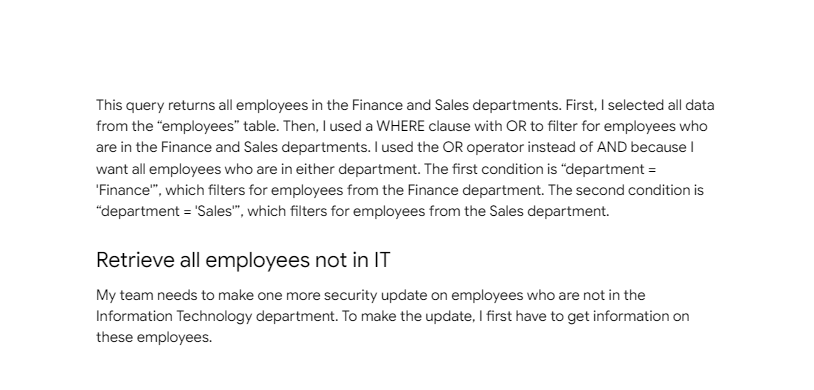 This query returns all employees in the Finance and Sales departments. First, I selected all data
from the “employees” table. Then, I used a WHERE clause with OR to filter for employees who
are in the Finance and Sales departments. I used the OR operator instead of AND because I
want all employees who are in either department. The first condition is “department =
'Finance'”, which filters for employees from the Finance department. The second condition is
“department = 'Sales'”, which filters for employees from the Sales department.
Retrieve all employees not in IT
My team needs to make one more security update on employees who are not in the
Information Technology department. To make the update, I first have to get information on
these employees.